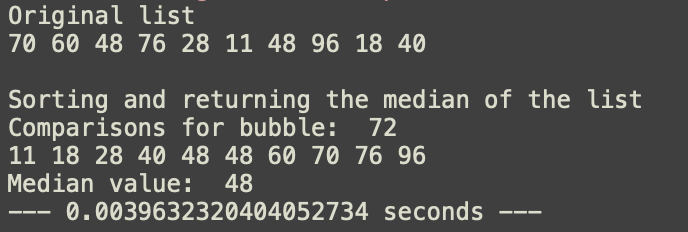 Original list
70 60 48 76 28 11 48 96 18 40
Sorting and returning the median of the list
Comparisons for bubble:  72
11 18 28 40 48 48 60 70 76 96
Median value:  48
--- 0.0039632320404052734 seconds ---